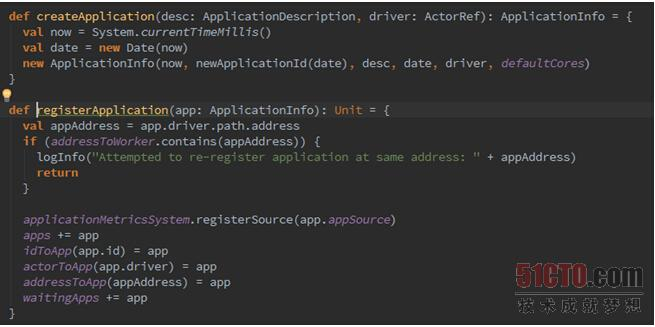 def createApplication(desc: ApplicationDescription, driver: ActorRef): ApplicationInfo = {
  val now = System.currentTimeMillis()
  val date = new Date(now)
  new ApplicationInfo(now, newApplicationId(date), desc, date, driver, defaultCores)
}
def registerApplication(app: ApplicationInfo): Unit = {
  val appAddress = app.driver.path.address
  if (addressToWorker.contains(appAddress)) {
    logInfo("Attempted to re-register application at same address: " + appAddress)
    return
  }
  applicationMetricsSystem.registerSource(app.appSource)
  apps += app
  idToApp(app.id) = app
  actorToApp(app.driver) = app
  addressToApp(appAddress) = app
  waitingApps += app
}
51CTO.com
技术成就梦想